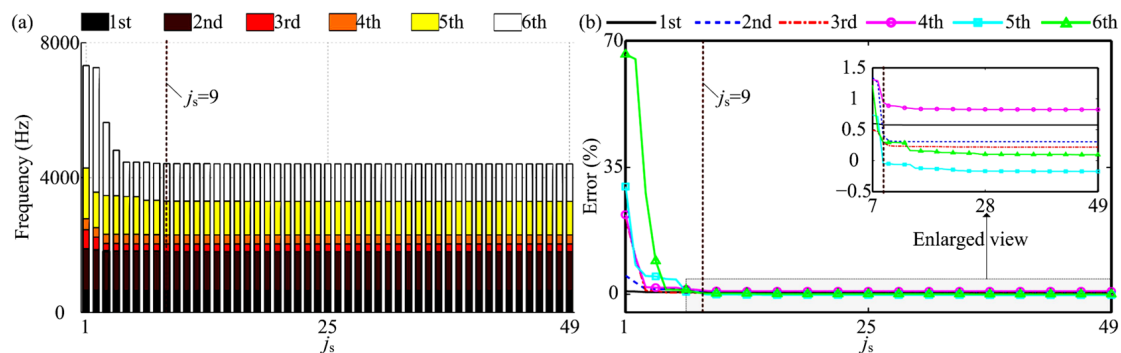 (a) 1st 2nd 3rd 4th 5th 6th
8000
4000
0
Frequency (Hz)
js=9
1 25 49
js
(b) 1st 2nd 3rd 4th 5th 6th
70
35
0
Error (%)
js=9
1.5
1
0.5
0
−0.5
7 28 49
Enlarged view
1 25 49
js